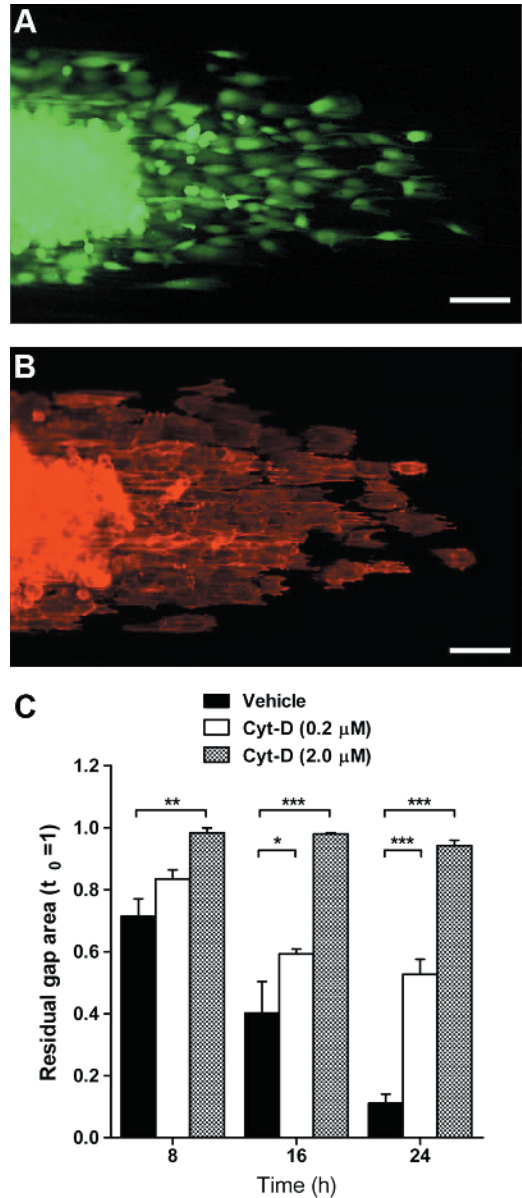 A
B
C
Vehicle
Cyt-D (0.2 μM)
Cyt-D (2.0 μM)
Residual gap area (t 0 =1)
1.2
1.0
0.8
0.6
0.4
0.2
0.0
**
***
*
***
***
8 16 24
Time (h)